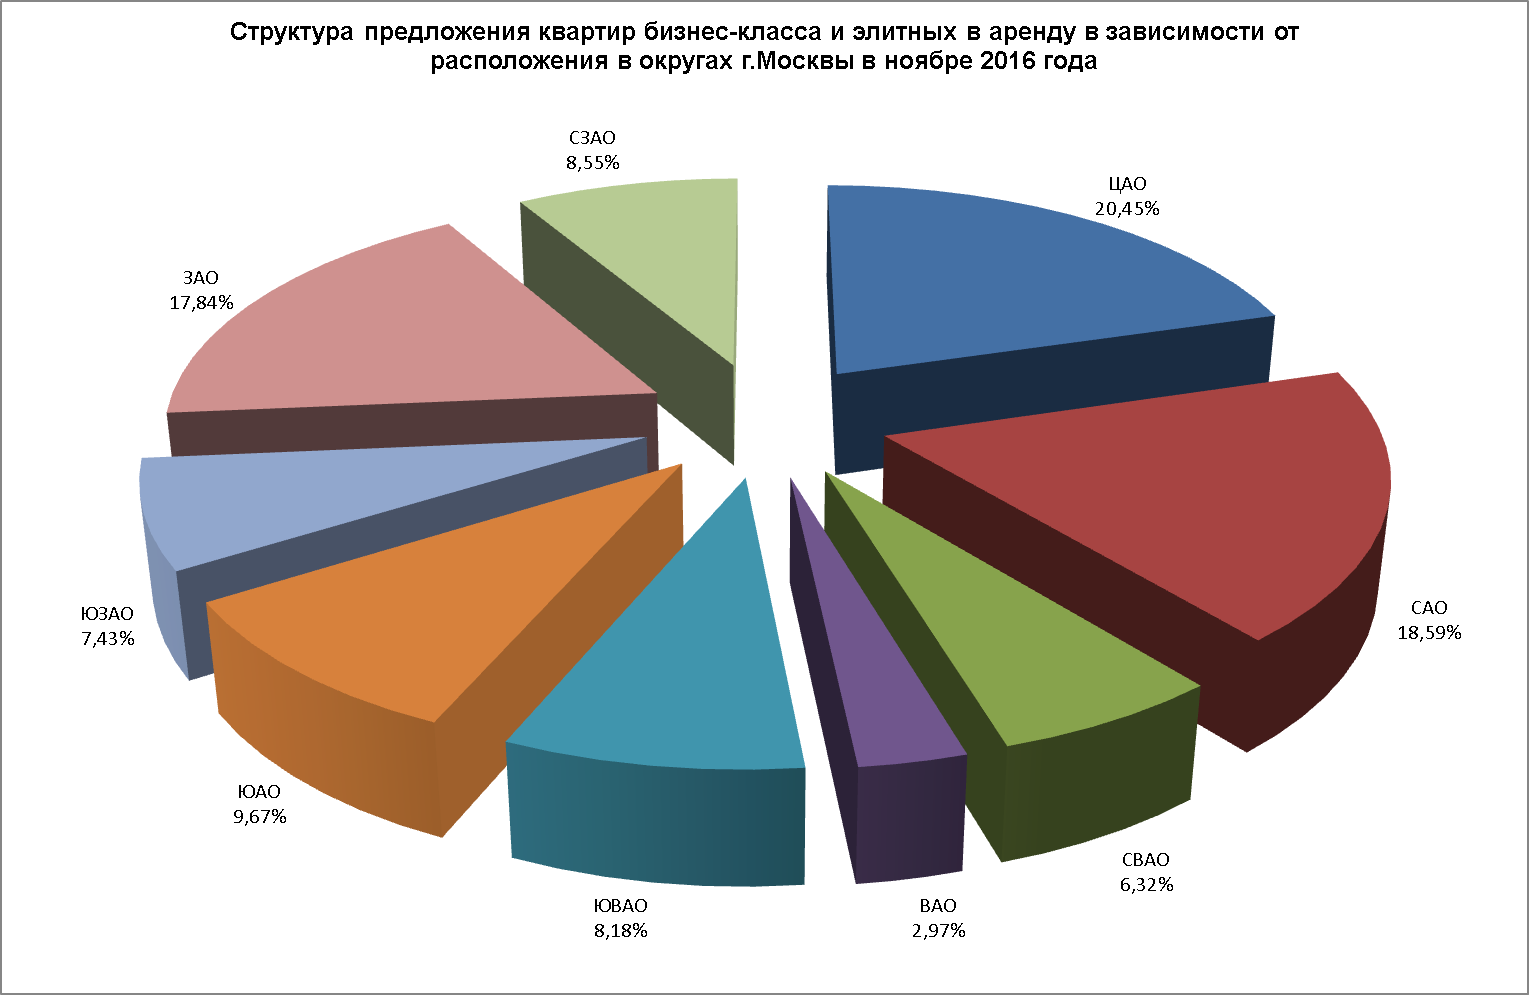 Структура предложения квартир бизнес-класса и элитных в аренду в зависимости от
расположения в округах г.Москвы в ноябре 2016 года
СЗАО
8,55%
ЦАО
20,45%
ЗАО
17,84%
САО
18,59%
ЮЗАО
7,43%
ЮАО
9,67%
СВАО
6,32%
ЮВАО
8,18%
ВАО
2,97%